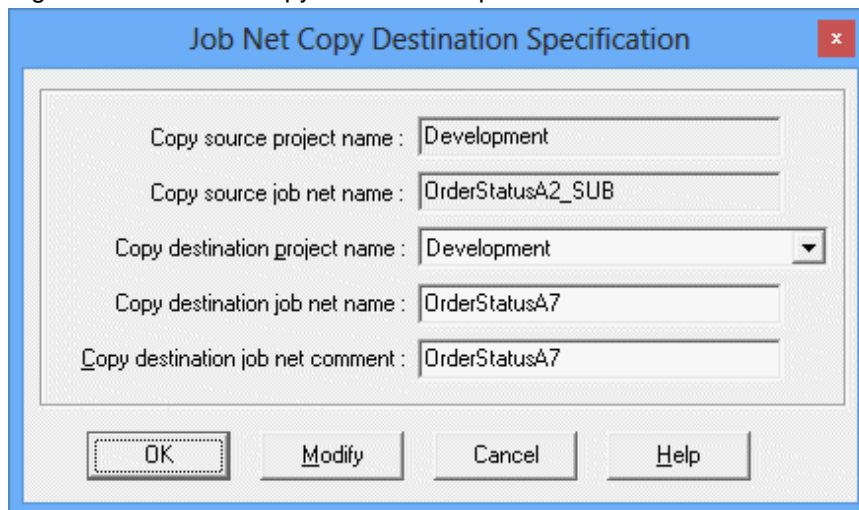 Job Net Copy Destination Specification
x
Copy source project name : Development
Copy source job net name : OrderStatusA2_SUB
Copy destination project name : Development
Copy destination job net name : OrderStatusA7
Copy destination job net comment : OrderStatusA7
OK Modify Cancel Help